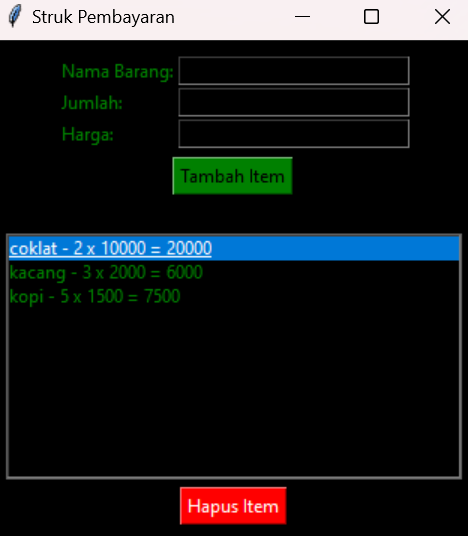 Struk Pembayaran
Nama Barang:
Jumlah:
Harga:
Tambah Item
coklat - 2 x 10000 = 20000
kacang - 3 x 2000 = 6000
kopi - 5 x 1500 = 7500
Hapus Item